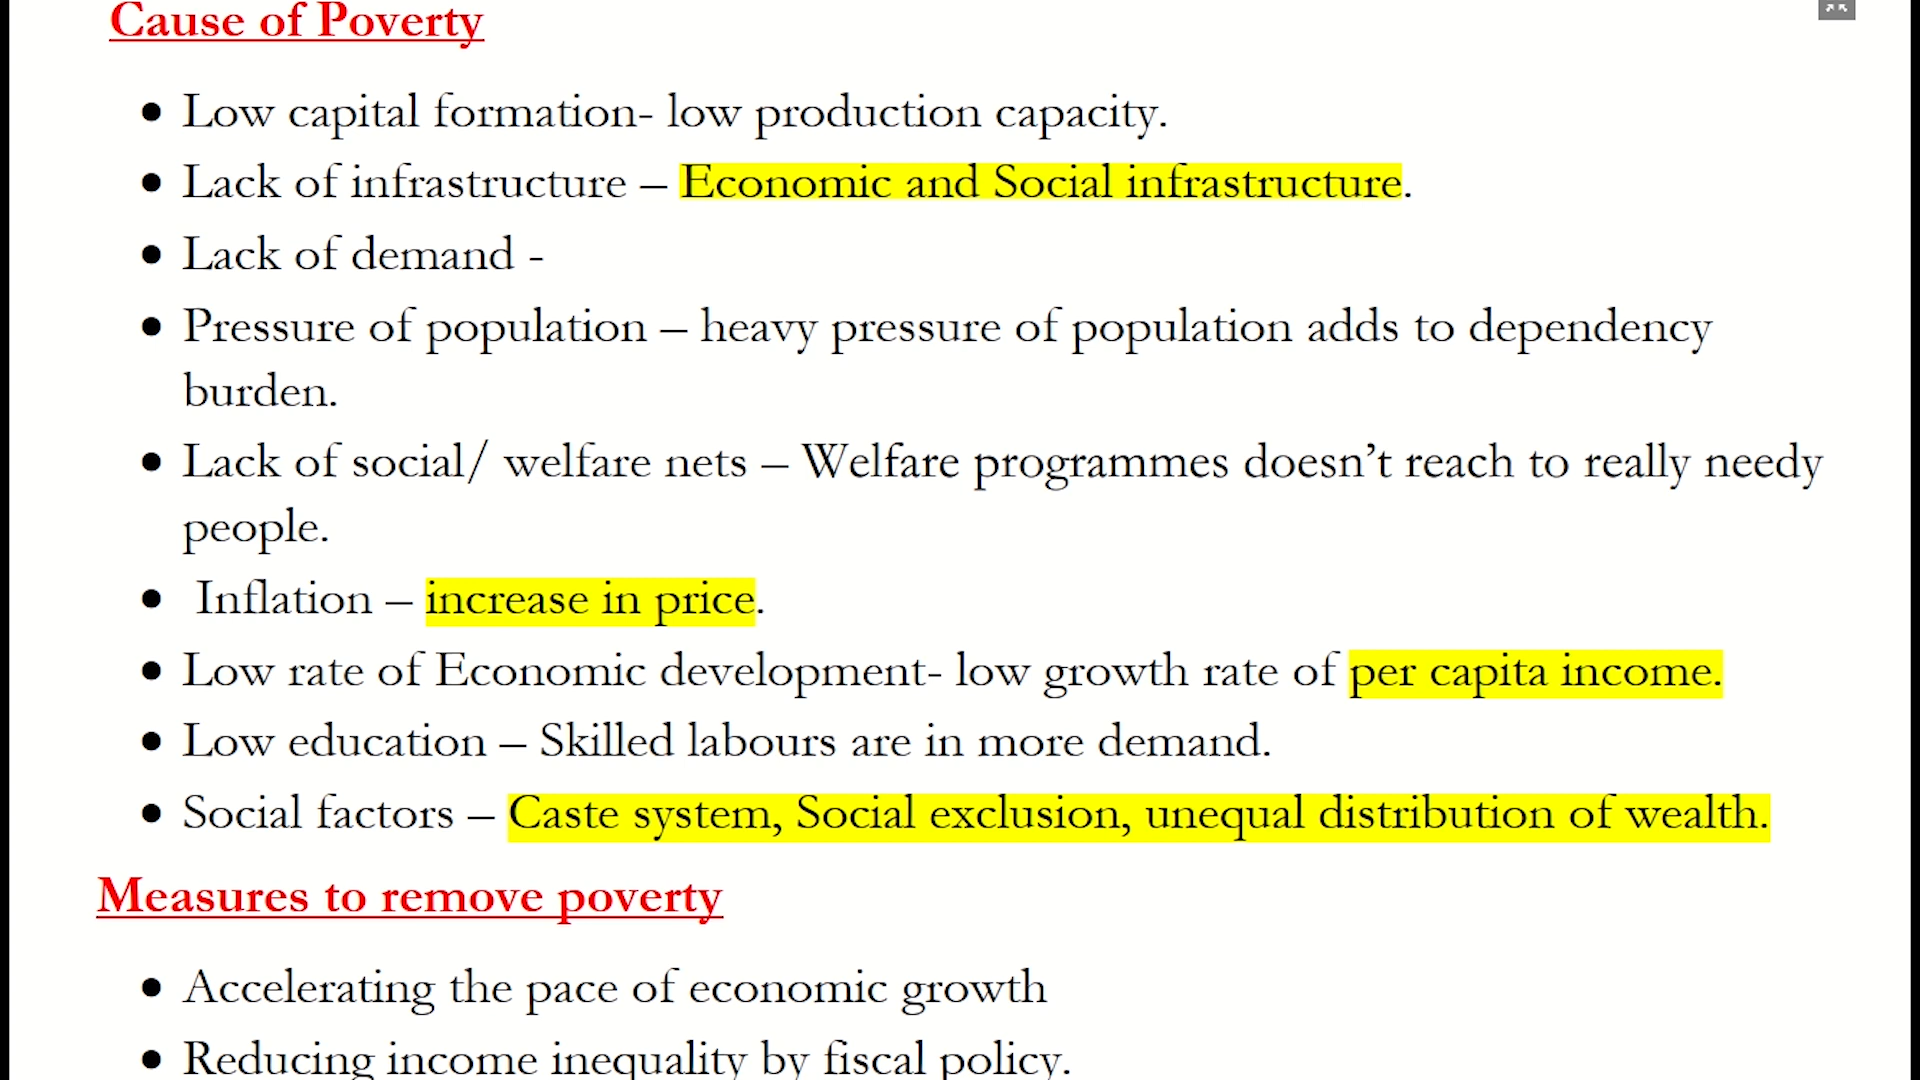 Cause of Poverty
● Low capital formation- low production capacity.
● Lack of infrastructure – Economic and Social infrastructure.
● Lack of demand -
● Pressure of population – heavy pressure of population adds to dependency
burden.
● Lack of social/ welfare nets – Welfare programmes doesn’t reach to really needy
people.
● Inflation – increase in price.
● Low rate of Economic development- low growth rate of per capita income.
● Low education – Skilled labours are in more demand.
● Social factors – Caste system, Social exclusion, unequal distribution of wealth.
Measures to remove poverty
● Accelerating the pace of economic growth
● Reducing income inequality by fiscal policy.